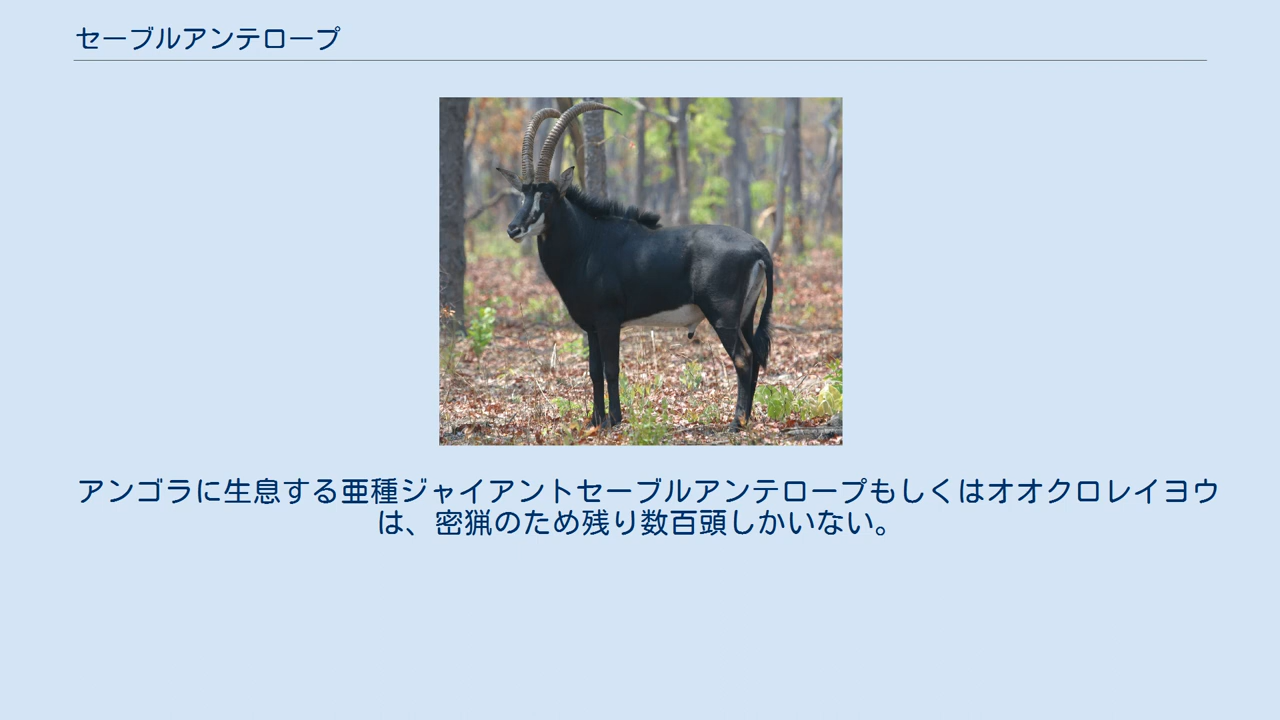 セーブルアンテロープ
アンゴラに生息する亜種ジャイアントセーブルアンテロープもしくはオオクロレイヨウ
は、密猟のため残り数百頭しかいない。